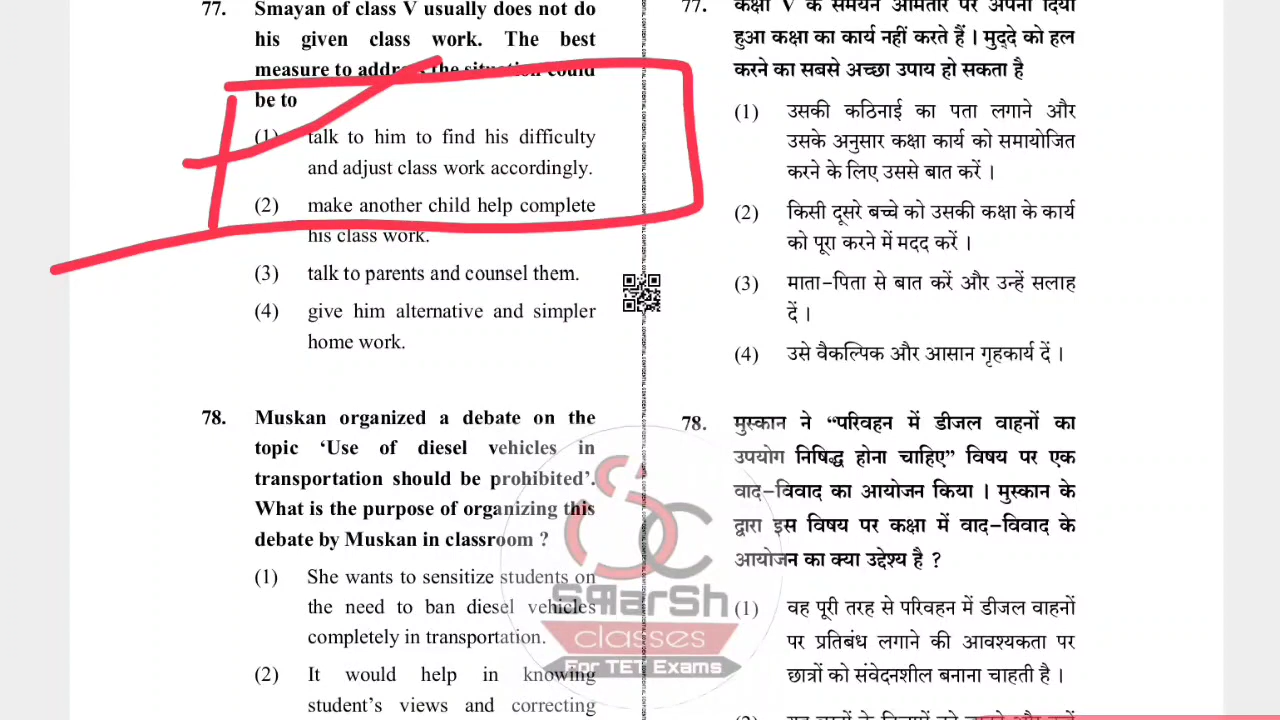 77. Smayan of class V usually does not do
his given class work. The best
measure to address the situation could
be to
(1) talk to him to find his difficulty
and adjust class work accordingly.
(2) make another child help complete
his class work.
(3) talk to parents and counsel them.
(4) give him alternative and simpler
home work.
78. Muskan organized a debate on the
topic ‘Use of diesel vehicles in
transportation should be prohibited’.
What is the purpose of organizing this
debate by Muskan in classroom ?
(1) She wants to sensitize students on
the need to ban diesel vehicles
completely in transportation.
(2) It would help in knowing
student’s views and correcting
77. कक्षा V के समयन आमतौर पर अपना दिया
हुआ कक्षा का कार्य नहीं करते हैं । मुद्दे को हल
करने का सबसे अच्छा उपाय हो सकता है
(1) उसकी कठिनाई का पता लगाने और
उसके अनुसार कक्षा कार्य को समायोजित
करने के लिए उससे बात करें ।
(2) किसी दूसरे बच्चे को उसकी कक्षा के कार्य
को पूरा करने में मदद करें ।
(3) माता-पिता से बात करें और उन्हें सलाह
दें ।
(4) उसे वैकल्पिक और आसान गृहकार्य दें ।
78. मुस्कान ने “परिवहन में डीजल वाहनों का
उपयोग निषिद्ध होना चाहिए” विषय पर एक
वाद-विवाद का आयोजन किया । मुस्कान के
द्वारा इस विषय पर कक्षा में वाद-विवाद के
आयोजन का क्या उद्देश्य है ?
(1) वह पूरी तरह से परिवहन में डीजल वाहनों
पर प्रतिबंध लगाने की आवश्यकता पर
छात्रों को संवेदनशील बनाना चाहती है ।
SC
classes
For TET Exams